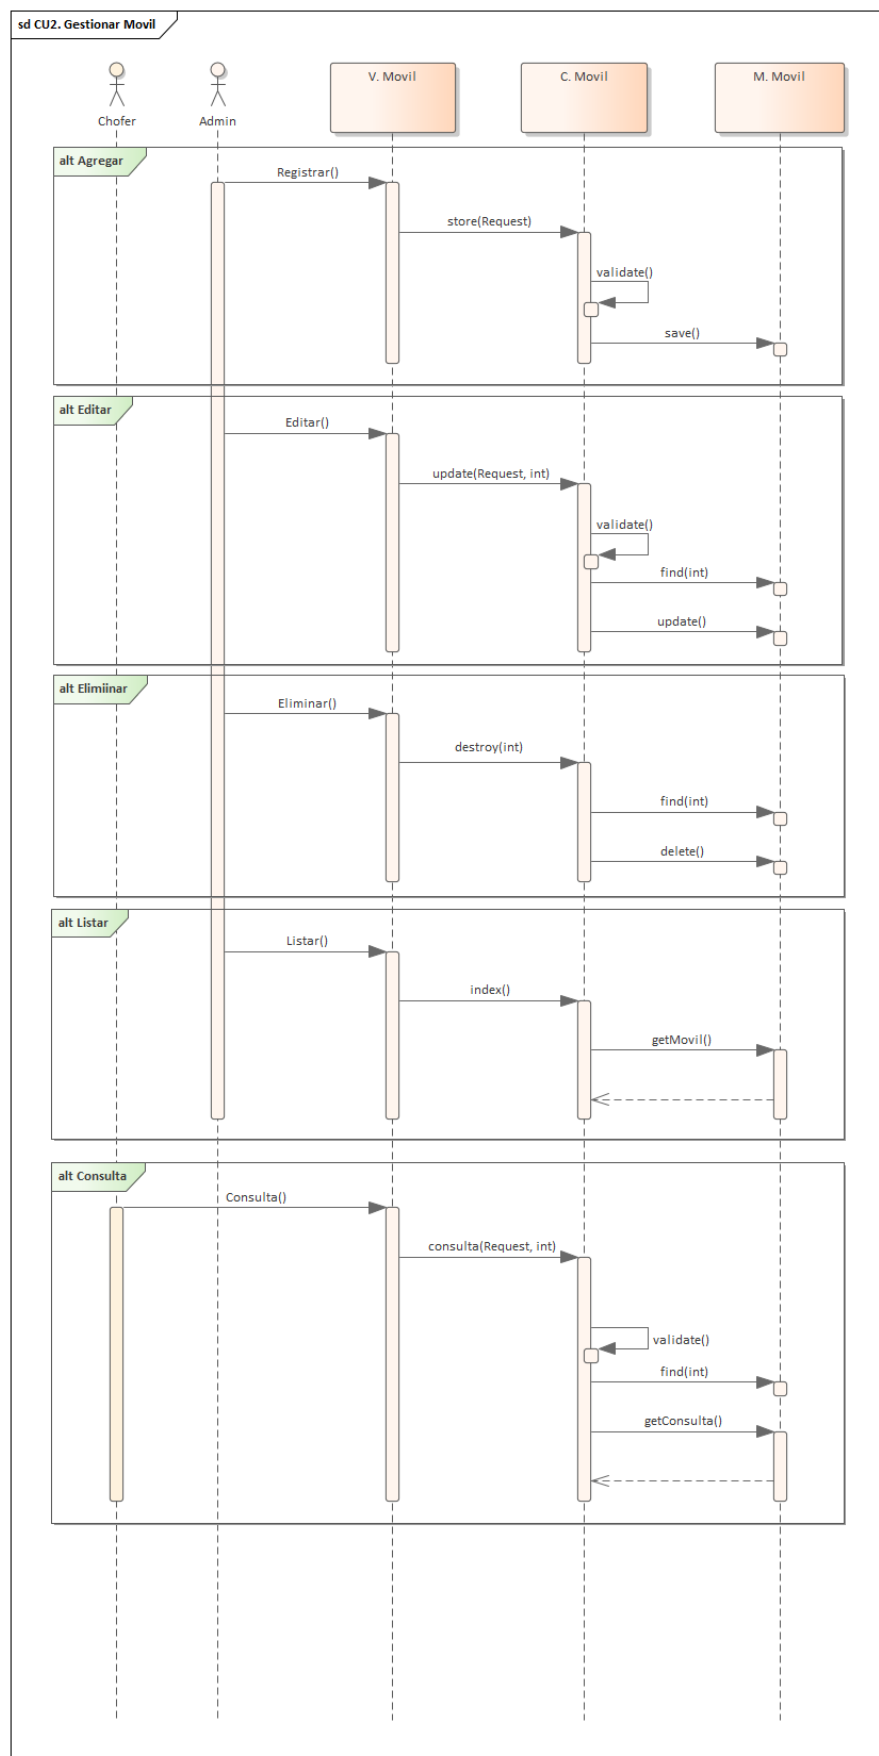 sd CU2. Gestionar Movil
Chofer
Admin
V. Movil
C. Movil
M. Movil
alt Agregar
Registrar()
store(Request)
validate()
save()
alt Editar
Editar()
update(Request, int)
validate()
find(int)
update()
alt Elimiinar
Eliminar()
destroy(int)
find(int)
delete()
alt Listar
Listar()
index()
getMovil()
alt Consulta
Consulta()
consulta(Request, int)
validate()
find(int)
getConsulta()